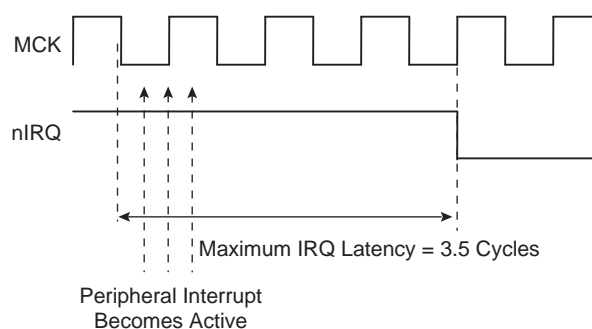 MCK
nIRQ
Maximum IRQ Latency = 3.5 Cycles
Peripheral Interrupt
Becomes Active